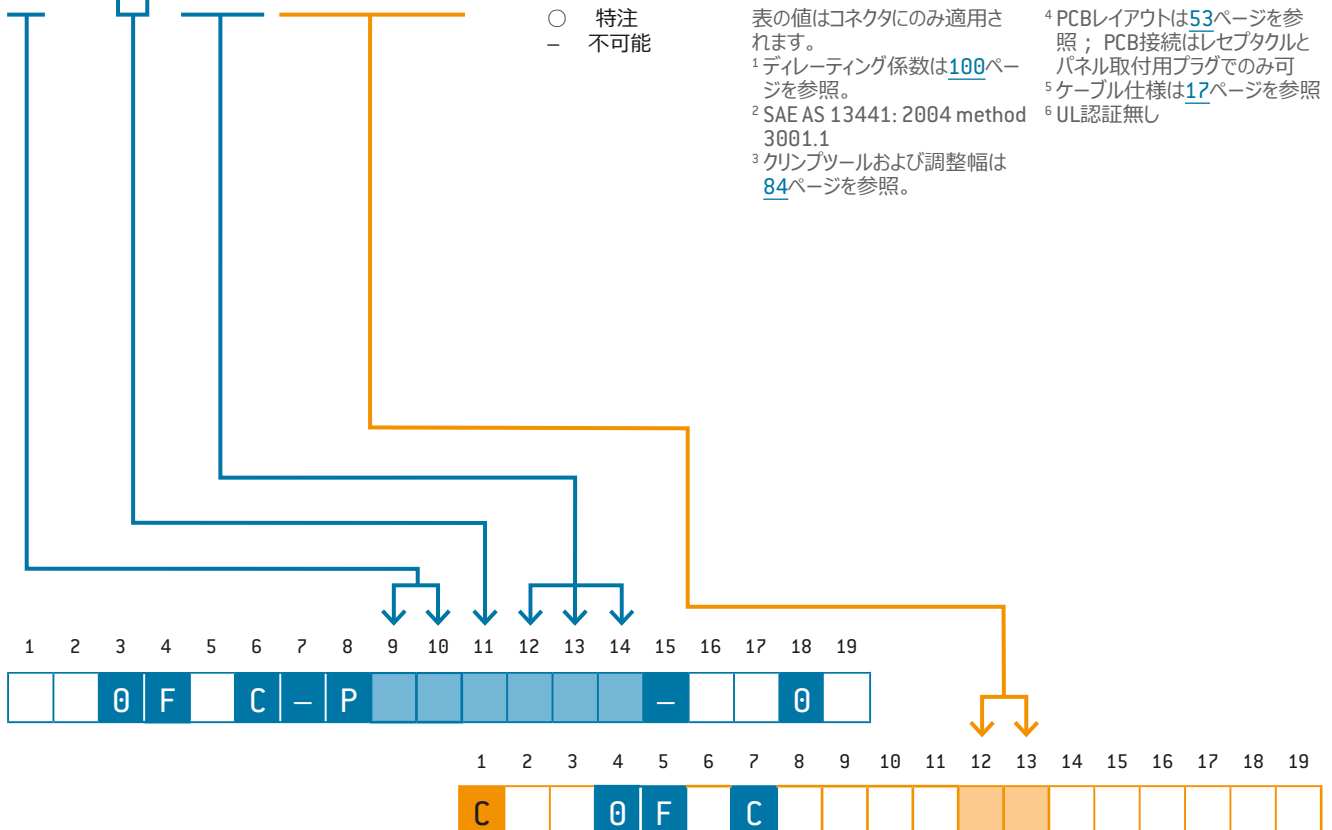 ○ 特注
– 不可能
表の値はコネクタにのみ適用さ
れます。
¹ ディレーティング係数は100ペー
ジを参照。
² SAE AS 13441: 2004 method
3001.1
³ クリンプツールおよび調整幅は
84ページを参照。
⁴ PCBレイアウトは53ページを参
照； PCB接続はレセプタクルと
パネル取付用プラグでのみ可
⁵ ケーブル仕様は17ページを参照
⁶ UL認証無し
1 2 3 4 5 6 7 8 9 10 11 12 13 14 15 16 17 18 19
0 F C – P – 0
1 2 3 4 5 6 7 8 9 10 11 12 13 14 15 16 17 18 19
C 0 F C